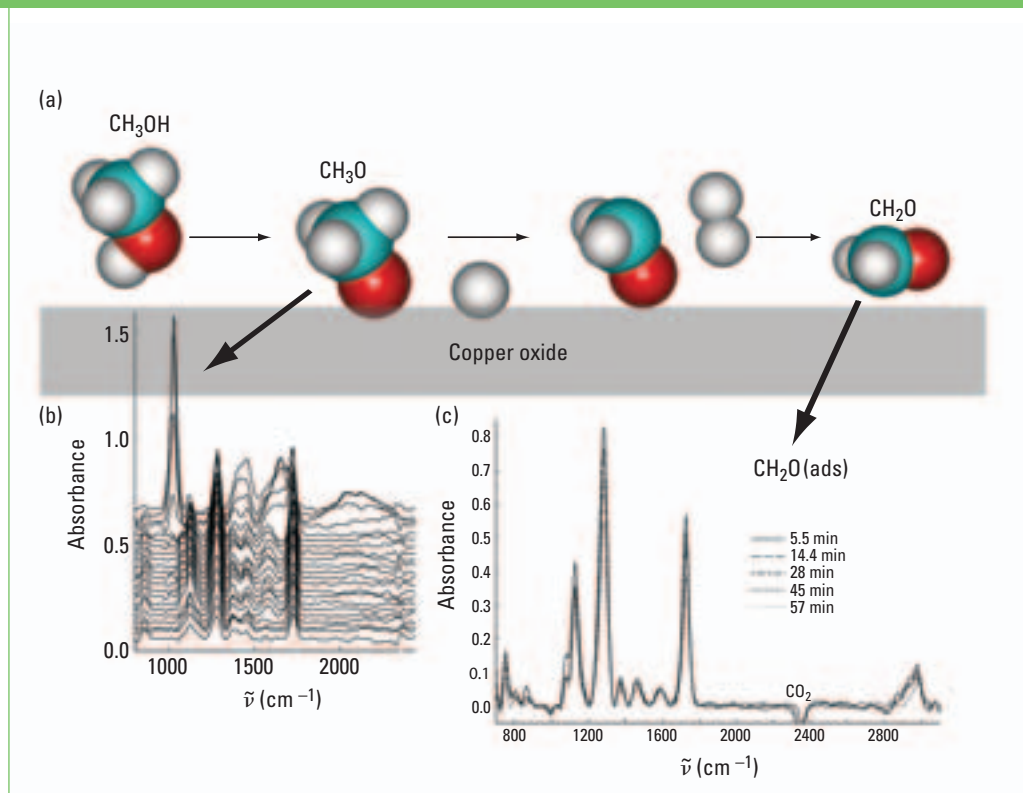 (a)
CH₃OH
CH₃O
CH₂O
Copper oxide
(b)
Absorbance
1.5
1.0
0.5
0.0
1000 1500 2000
ν̃ (cm⁻¹)
(c)
CH₂O (ads)
Absorbance
0.8
0.7
0.6
0.5
0.4
0.3
0.2
0.1
0.0
5.5 min
14.4 min
28 min
45 min
57 min
CO₂
800 1200 1600 2000 2400 2800
ν̃ (cm⁻¹)